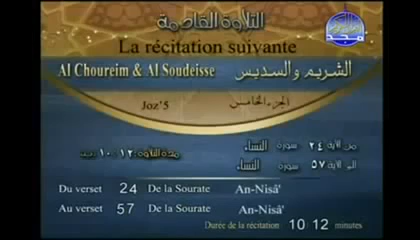 التلاوة القادمة
La récitation suivante
Al Choureim & Al Soudeisse الشريم والسديس
Joz'5 الجزء الخامس
من الآية ٢٤ سورة النساء
مدة التلاوة: ١٢ / ١٠
الى الآية ٥٧ سورة النساء
Du verset 24 De la Sourate An-Nisâ'
Au verset 57 De la Sourate An-Nisâ'
Durée de la récitation 10 12 minutes